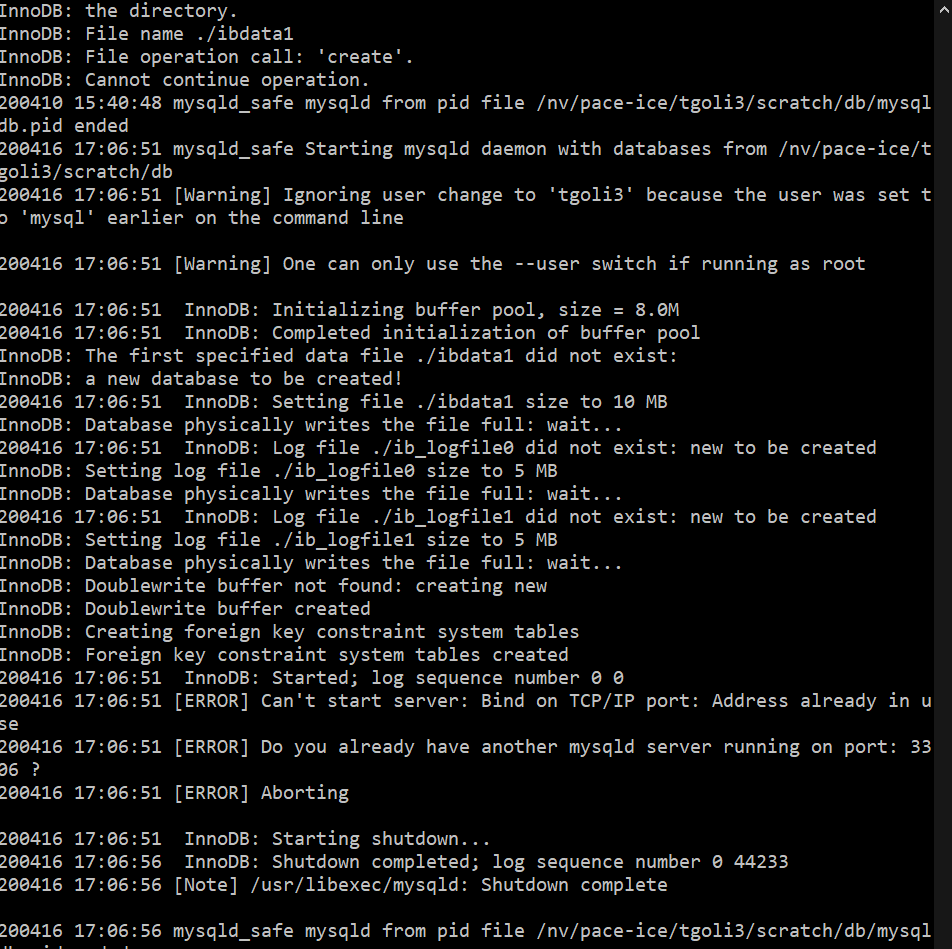 InnoDB: the directory.
InnoDB: File name ./ibdata1
InnoDB: File operation call: 'create'.
InnoDB: Cannot continue operation.
200410 15:40:48 mysqld_safe mysqld from pid file /nv/pace-ice/tgoli3/scratch/db/mysql
db.pid ended
200416 17:06:51 mysqld_safe Starting mysqld daemon with databases from /nv/pace-ice/t
goli3/scratch/db
200416 17:06:51 [Warning] Ignoring user change to 'tgoli3' because the user was set t
o 'mysql' earlier on the command line
200416 17:06:51 [Warning] One can only use the --user switch if running as root
200416 17:06:51  InnoDB: Initializing buffer pool, size = 8.0M
200416 17:06:51  InnoDB: Completed initialization of buffer pool
InnoDB: The first specified data file ./ibdata1 did not exist:
InnoDB: a new database to be created!
200416 17:06:51  InnoDB: Setting file ./ibdata1 size to 10 MB
InnoDB: Database physically writes the file full: wait...
200416 17:06:51  InnoDB: Log file ./ib_logfile0 did not exist: new to be created
InnoDB: Setting log file ./ib_logfile0 size to 5 MB
InnoDB: Database physically writes the file full: wait...
200416 17:06:51  InnoDB: Log file ./ib_logfile1 did not exist: new to be created
InnoDB: Setting log file ./ib_logfile1 size to 5 MB
InnoDB: Database physically writes the file full: wait...
InnoDB: Doublewrite buffer not found: creating new
InnoDB: Doublewrite buffer created
InnoDB: Creating foreign key constraint system tables
InnoDB: Foreign key constraint system tables created
200416 17:06:51  InnoDB: Started; log sequence number 0 0
200416 17:06:51 [ERROR] Can't start server: Bind on TCP/IP port: Address already in u
se
200416 17:06:51 [ERROR] Do you already have another mysqld server running on port: 33
06 ?
200416 17:06:51 [ERROR] Aborting
200416 17:06:51  InnoDB: Starting shutdown...
200416 17:06:56  InnoDB: Shutdown completed; log sequence number 0 44233
200416 17:06:56 [Note] /usr/libexec/mysqld: Shutdown complete
200416 17:06:56 mysqld_safe mysqld from pid file /nv/pace-ice/tgoli3/scratch/db/mysql